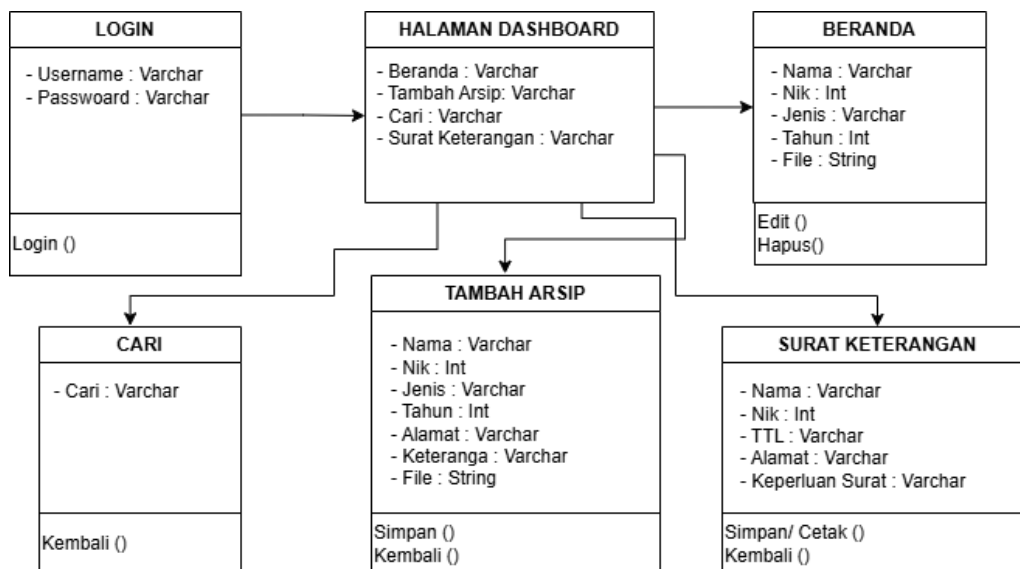 LOGIN
- Username : Varchar
- Passwoard : Varchar
Login ()
HALAMAN DASHBOARD
- Beranda : Varchar
- Tambah Arsip: Varchar
- Cari : Varchar
- Surat Keterangan : Varchar
BERANDA
- Nama : Varchar
- Nik : Int
- Jenis : Varchar
- Tahun : Int
- File : String
Edit ()
Hapus()
CARI
- Cari : Varchar
Kembali ()
TAMBAH ARSIP
- Nama : Varchar
- Nik : Int
- Jenis : Varchar
- Tahun : Int
- Alamat : Varchar
- Keteranga : Varchar
- File : String
Simpan ()
Kembali ()
SURAT KETERANGAN
- Nama : Varchar
- Nik : Int
- TTL : Varchar
- Alamat : Varchar
- Keperluan Surat : Varchar
Simpan/ Cetak ()
Kembali ()